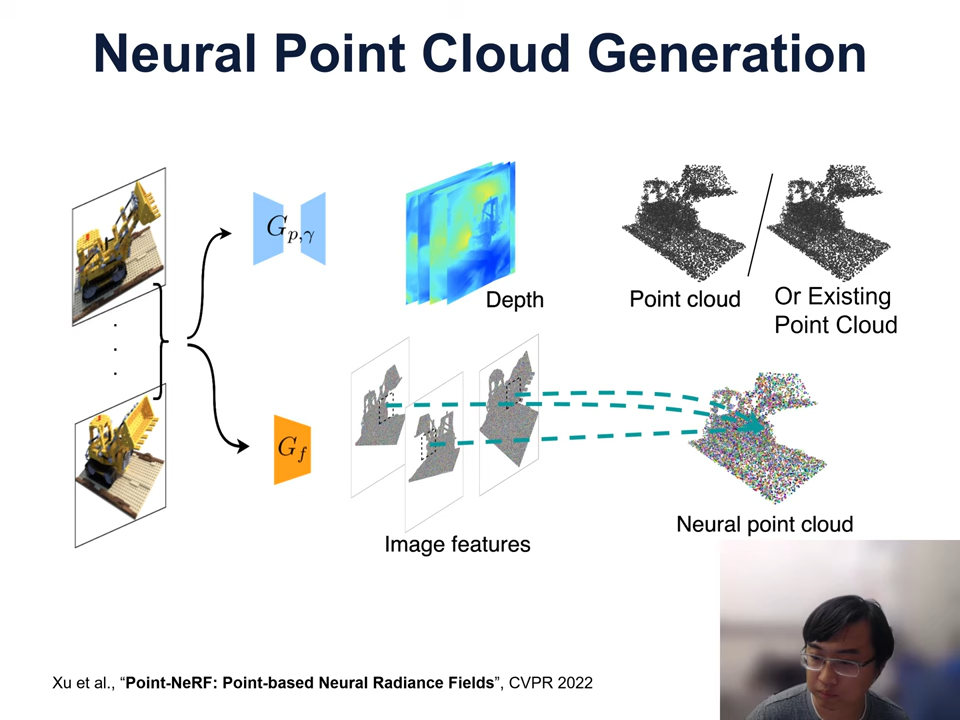 Neural Point Cloud Generation
G_{p,γ}
Depth
Point cloud
Or Existing
Point Cloud
G_f
Image features
Neural point cloud
Xu et al., “Point-NeRF: Point-based Neural Radiance Fields”, CVPR 2022